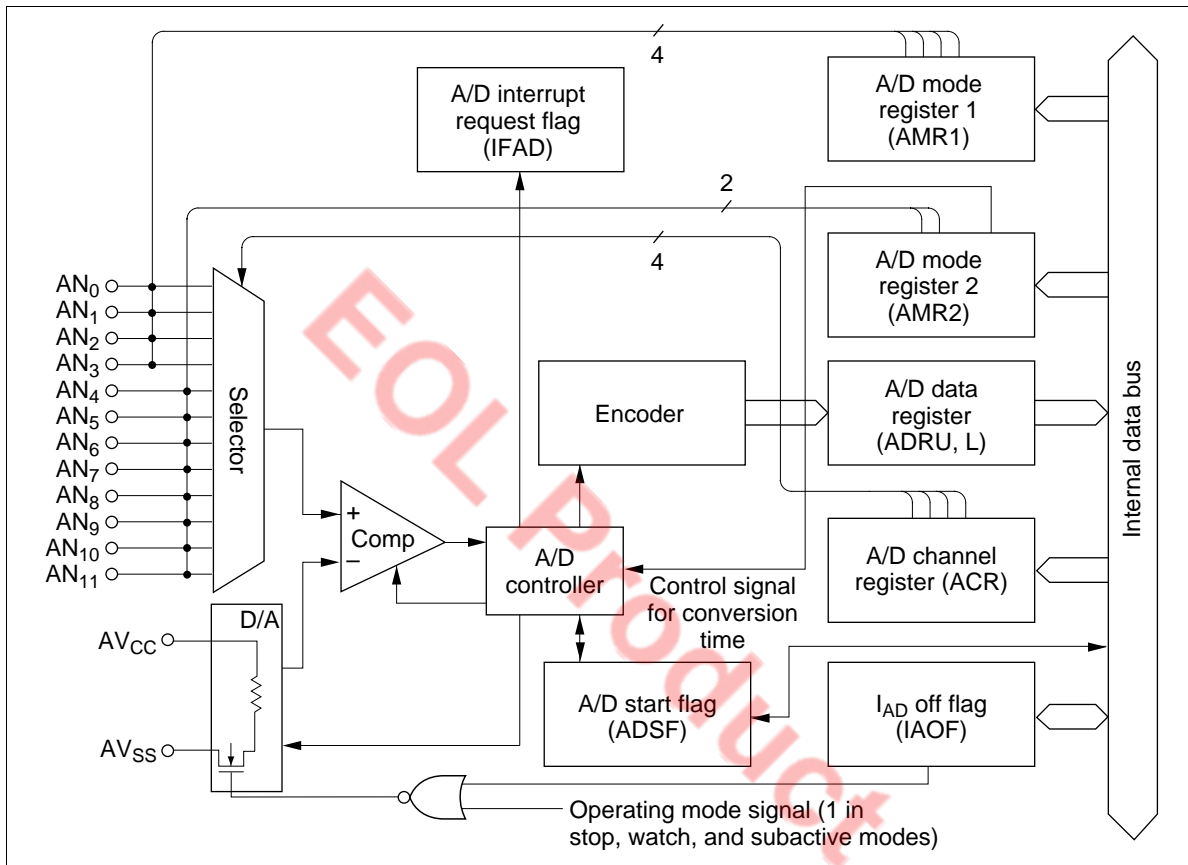 4
A/D interrupt
request flag
(IFAD)
A/D mode
register 1
(AMR1)
2
4
A/D mode
register 2
(AMR2)
AN0
AN1
AN2
AN3
AN4
AN5
AN6
AN7
AN8
AN9
AN10
AN11
Selector
Encoder
A/D data
register
(ADRU, L)
Internal data bus
+
Comp
−
A/D
controller
Control signal
for conversion
time
A/D channel
register (ACR)
D/A
AVCC
AVSS
A/D start flag
(ADSF)
IAD off flag
(IAOF)
Operating mode signal (1 in
stop, watch, and subactive modes)
EOL Product